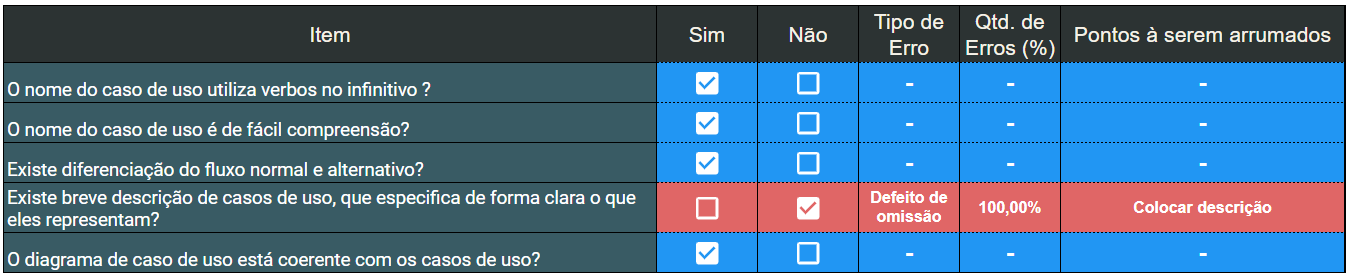 Item Sim Não Tipo de Erro Qtd. de Erros (%) Pontos à serem arrumados
O nome do caso de uso utiliza verbos no infinitivo ? - - -
O nome do caso de uso é de fácil compreensão? - - -
Existe diferenciação do fluxo normal e alternativo? - - -
Existe breve descrição de casos de uso, que especifica de forma clara o que
eles representam? Defeito de omissão 100,00% Colocar descrição
O diagrama de caso de uso está coerente com os casos de uso? - - -